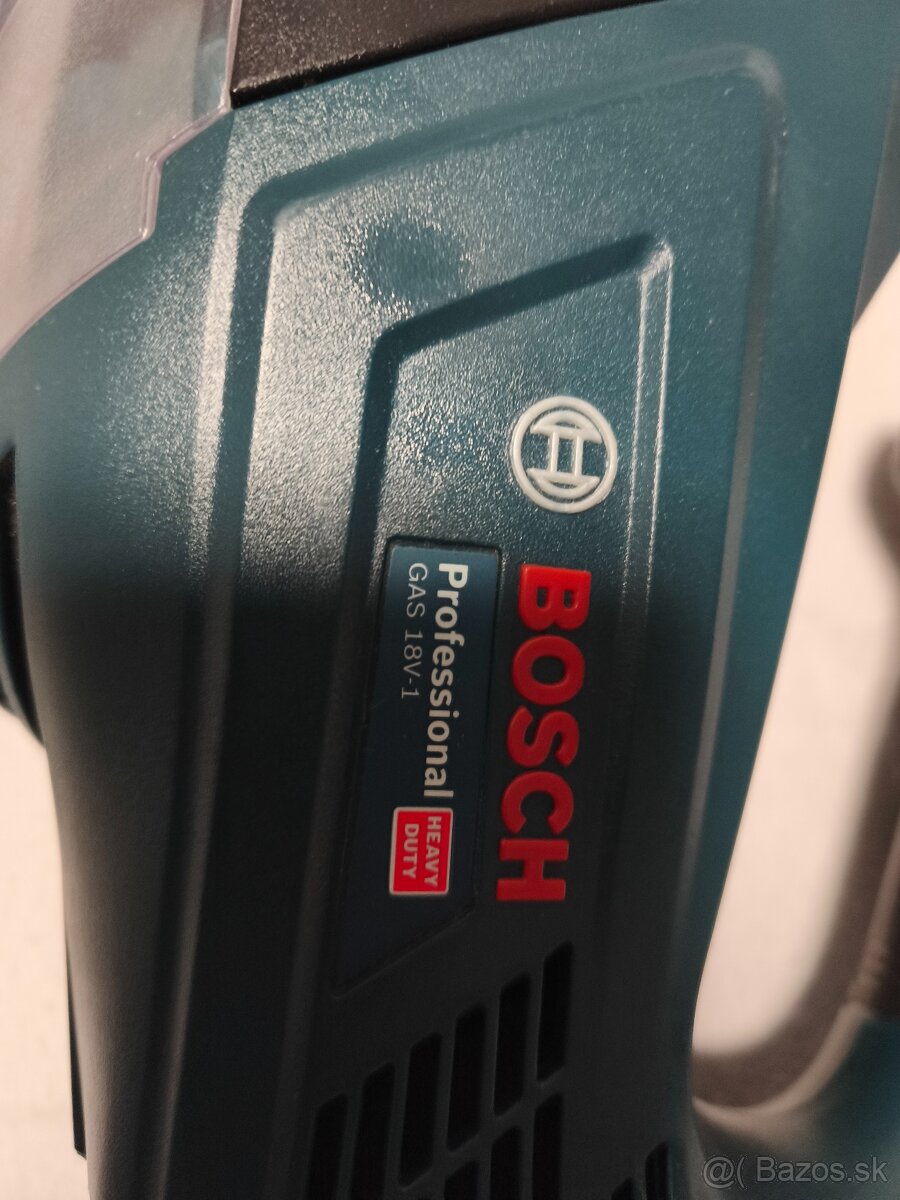 BOSCH
Professional
GAS 18V-1
HEAVY
DUTY
@( Bazos.sk